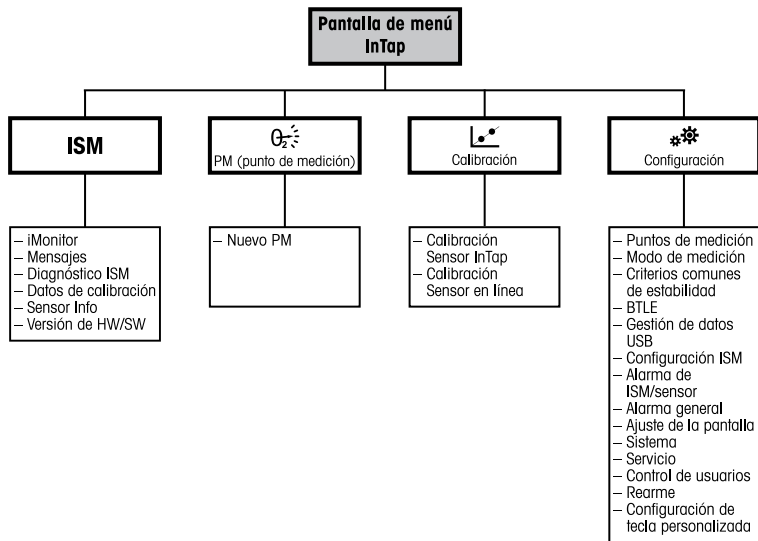 Pantalla de menú
InTap
ISM
O₂
PM (punto de medición)
Calibración
Configuración
– iMonitor
– Mensajes
– Diagnóstico ISM
– Datos de calibración
– Sensor Info
– Versión de HW/SW
– Nuevo PM
– Calibración
Sensor InTap
– Calibración
Sensor en línea
– Puntos de medición
– Modo de medición
– Criterios comunes
de estabilidad
– BTLE
– Gestión de datos
USB
– Configuración ISM
– Alarma de
ISM/sensor
– Alarma general
– Ajuste de la pantalla
– Sistema
– Servicio
– Control de usuarios
– Rearme
– Configuración de
tecla personalizada